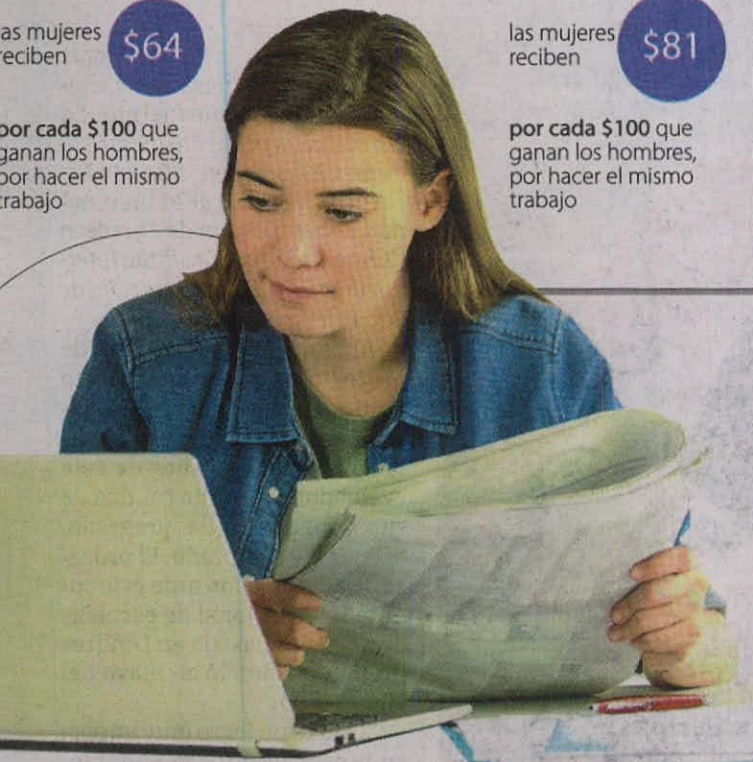 las mujeres
reciben
$64
por cada $100 que
ganan los hombres,
por hacer el mismo
trabajo
las mujeres
reciben
$81
por cada $100 que
ganan los hombres,
por hacer el mismo
trabajo